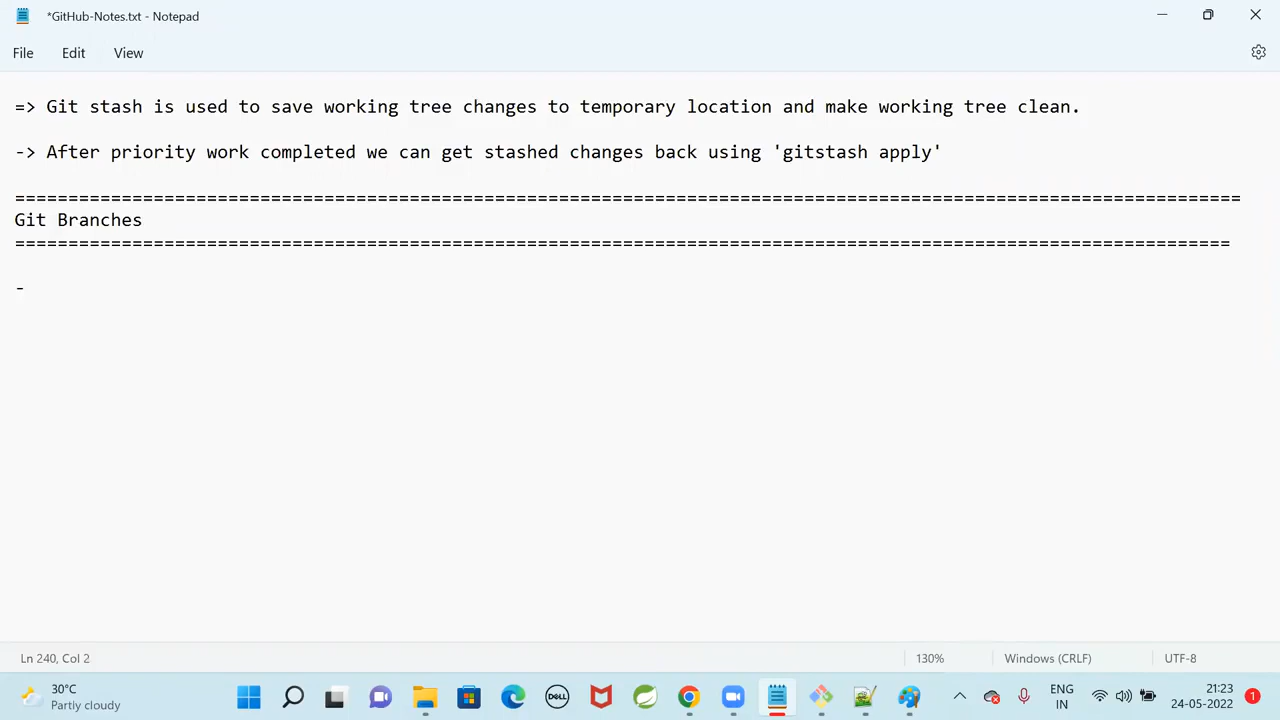 *GitHub-Notes.txt - Notepad
File Edit View
=> Git stash is used to save working tree changes to temporary location and make working tree clean.
-> After priority work completed we can get stashed changes back using 'gitstash apply'
===================================================================================================================
Git Branches
==================================================================================================================
-
Ln 240, Col 2 130% Windows (CRLF) UTF-8
30°C
Partly cloudy
DELL
ENG
IN
21:23
24-05-2022
1